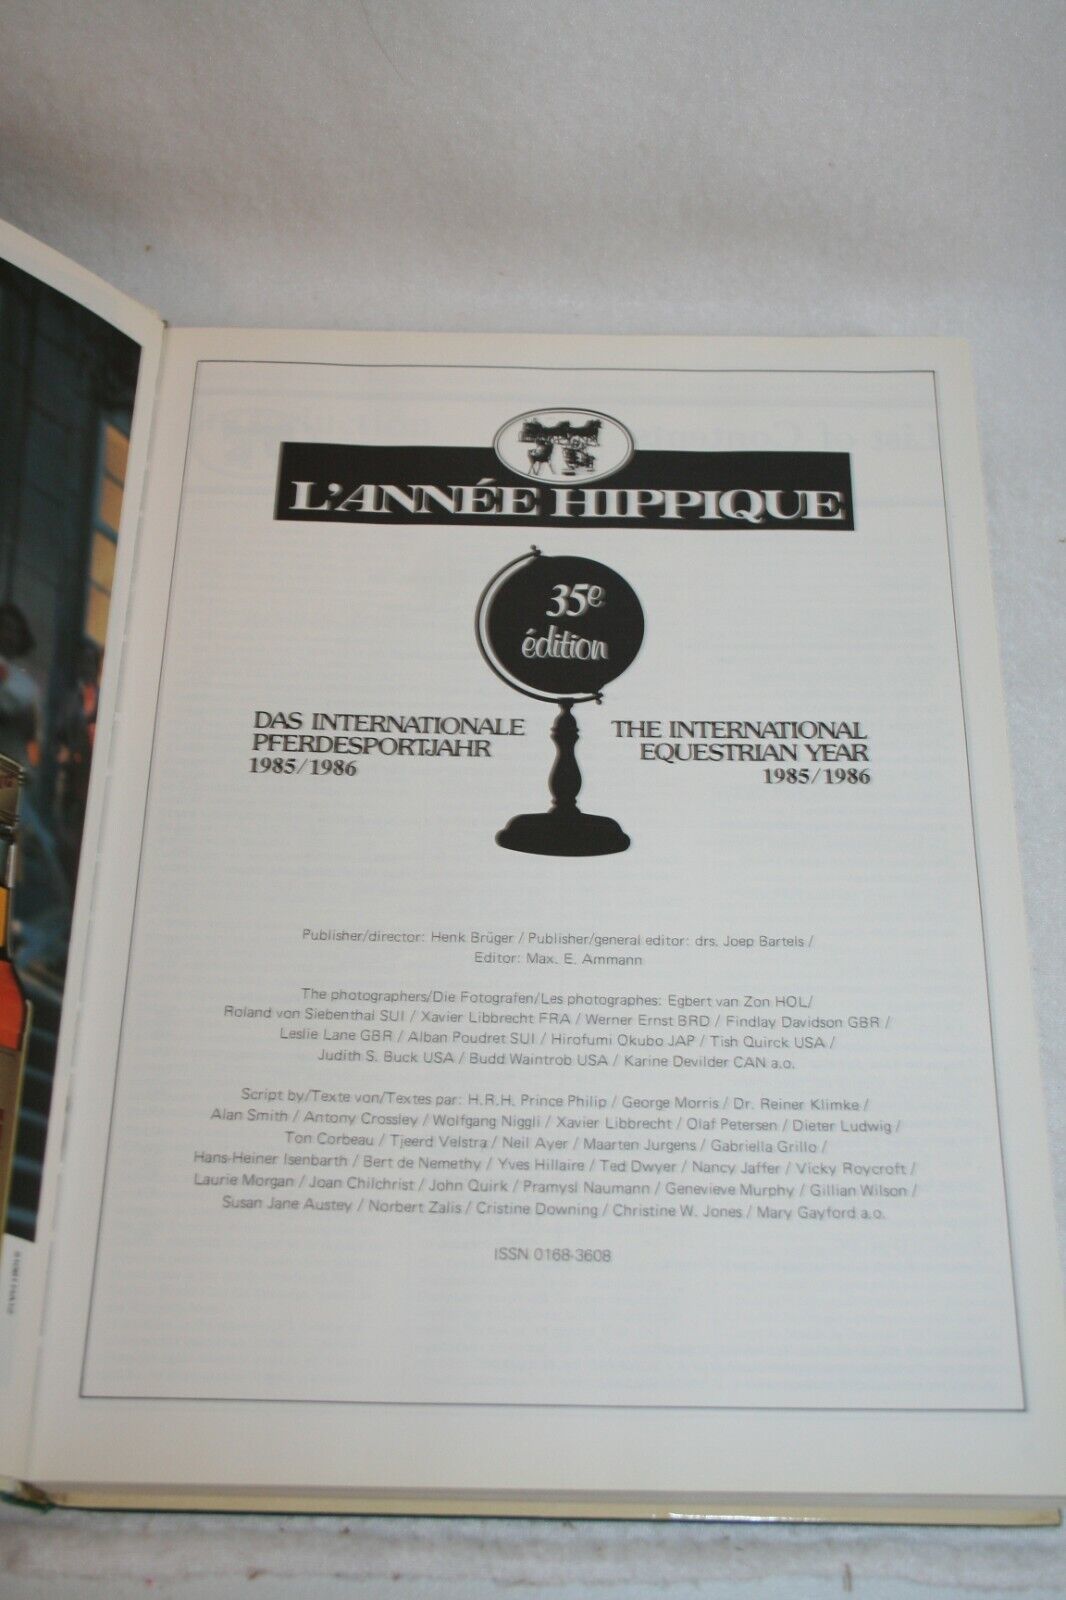 L'ANNÉE HIPPIQUE
35e
édition
DAS INTERNATIONALE
PFERDESPORTJAHR
1985/1986
THE INTERNATIONAL
EQUESTRIAN YEAR
1985/1986
Publisher/director: Henk Brüger / Publisher/general editor: drs. Joep Bartels /
Editor: Max. E. Ammann
The photographers/Die Fotografen/Les photographes: Egbert van Zon HOL/
Roland von Siebenthal SUI / Xavier Libbrecht FRA / Werner Ernst BRD / Findlay Davidson GBR /
Leslie Lane GBR / Alban Poudret SUI / Hirofumi Okubo JAP / Tish Quirck USA /
Judith S. Buck USA / Budd Waintrob USA / Karine Devilder CAN a.o.
Script by/Texte von/Textes par: H.R.H. Prince Philip / George Morris / Dr. Reiner Klimke /
Alan Smith / Antony Crossley / Wolfgang Niggli / Xavier Libbrecht / Olaf Petersen / Dieter Ludwig /
Ton Corbeau / Tjeerd Velstra / Neil Ayer / Maarten Jurgens / Gabriella Grillo /
Hans-Heiner Isenbarth / Bert de Nemethy / Yves Hillaire / Ted Dwyer / Nancy Jaffer / Vicky Roycroft /
Laurie Morgan / Joan Chilchrist / John Quirk / Pramysl Naumann / Genevieve Murphy / Gillian Wilson /
Susan Jane Austey / Norbert Zalis / Cristine Downing / Christine W. Jones / Mary Gayford a.o.
ISSN 0168-3608